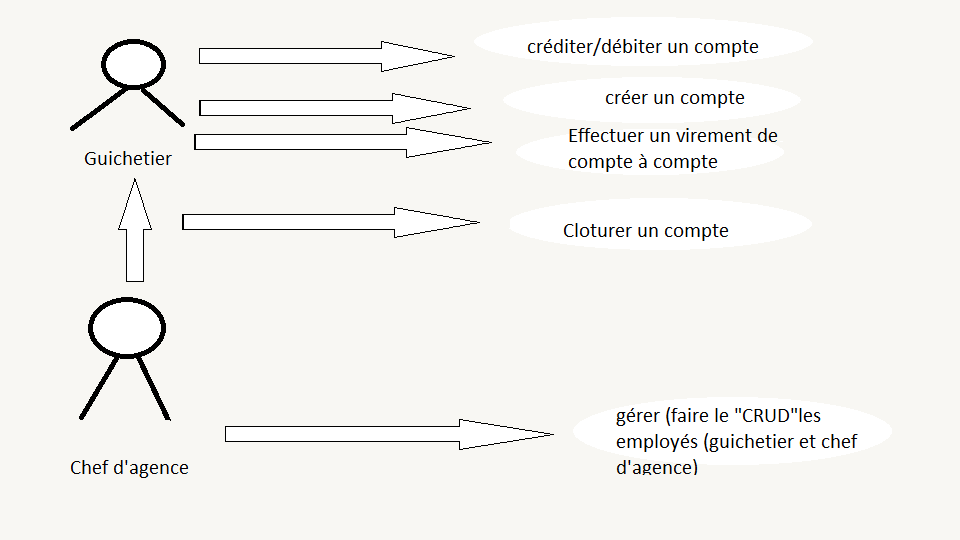 créditer/débiter un compte
créer un compte
Effectuer un virement de
compte à compte
Guichetier
Cloturer un compte
gérer (faire le "CRUD"les
employés (guichetier et chef
d'agence)
Chef d'agence